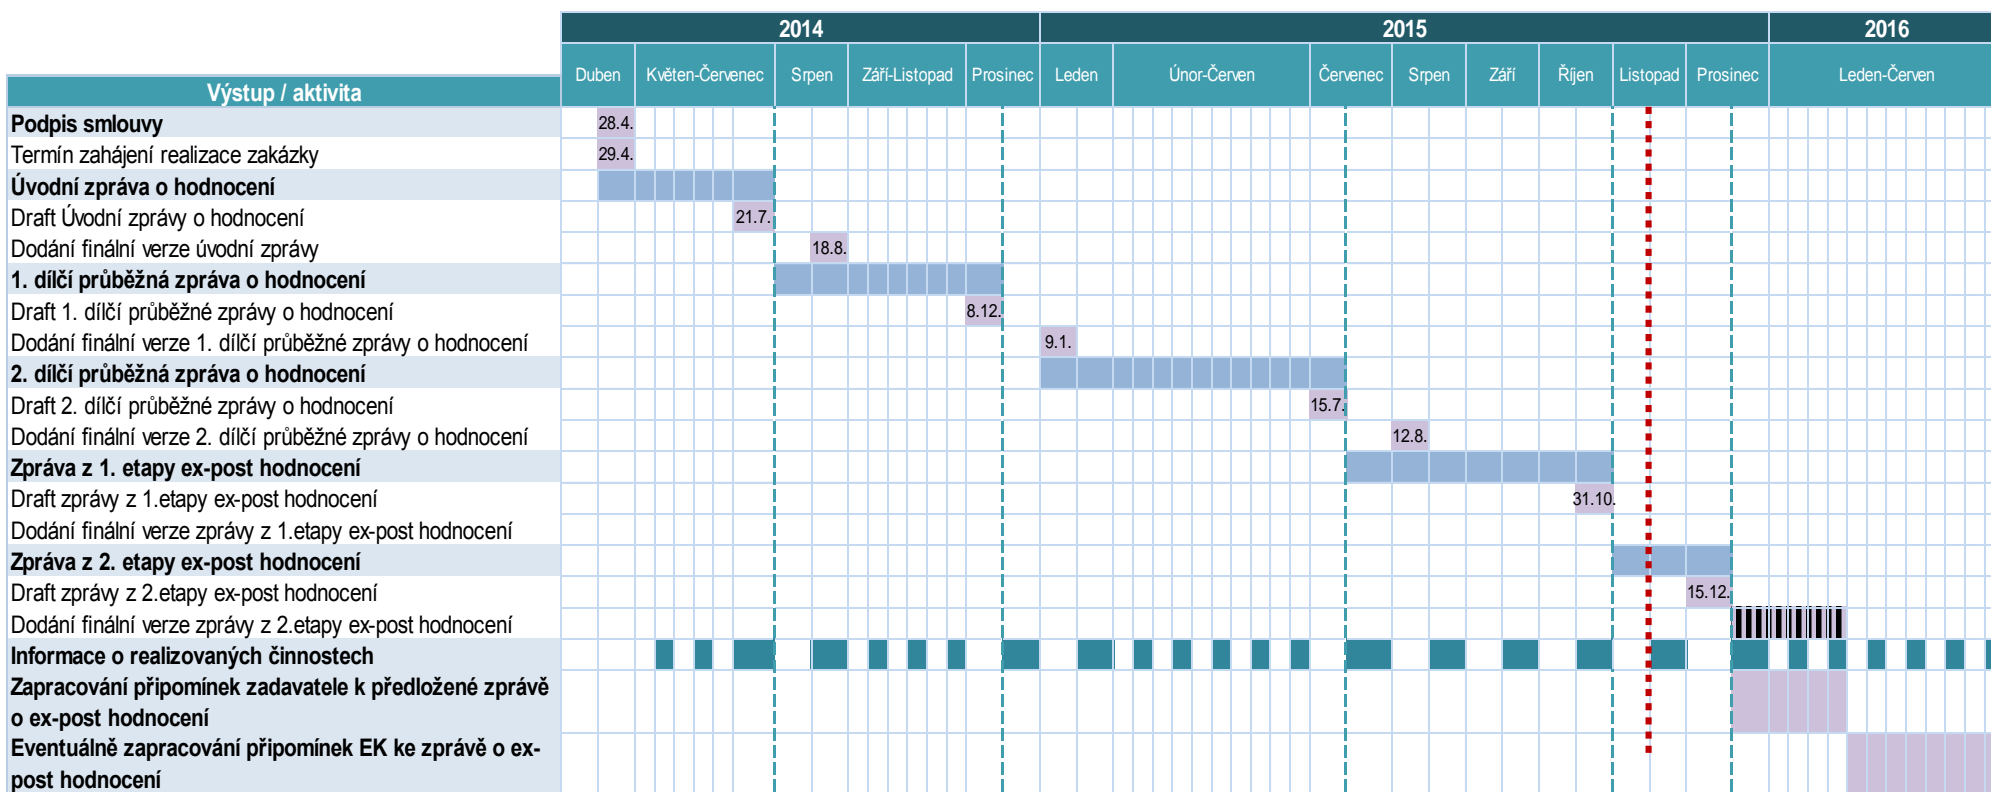 2014 2015 2016
Duben Květen-Červenec Srpen Září-Listopad Prosinec Leden Únor-Červen Červenec Srpen Září Říjen Listopad Prosinec Leden-Červen
Výstup / aktivita
Podpis smlouvy 28.4.
Termín zahájení realizace zakázky 29.4.
Úvodní zpráva o hodnocení
Draft Úvodní zprávy o hodnocení 21.7.
Dodání finální verze úvodní zprávy 18.8.
1. dílčí průběžná zpráva o hodnocení
Draft 1. dílčí průběžné zprávy o hodnocení 8.12.
Dodání finální verze 1. dílčí průběžné zprávy o hodnocení 9.1.
2. dílčí průběžná zpráva o hodnocení
Draft 2. dílčí průběžné zprávy o hodnocení 15.7.
Dodání finální verze 2. dílčí průběžné zprávy o hodnocení 12.8.
Zpráva z 1. etapy ex-post hodnocení
Draft zprávy z 1.etapy ex-post hodnocení 31.10.
Dodání finální verze zprávy z 1.etapy ex-post hodnocení
Zpráva z 2. etapy ex-post hodnocení
Draft zprávy z 2.etapy ex-post hodnocení 15.12.
Dodání finální verze zprávy z 2.etapy ex-post hodnocení
Informace o realizovaných činnostech
Zapracování připomínek zadavatele k předložené zprávě
o ex-post hodnocení
Eventuálně zapracování připomínek EK ke zprávě o ex-
post hodnocení